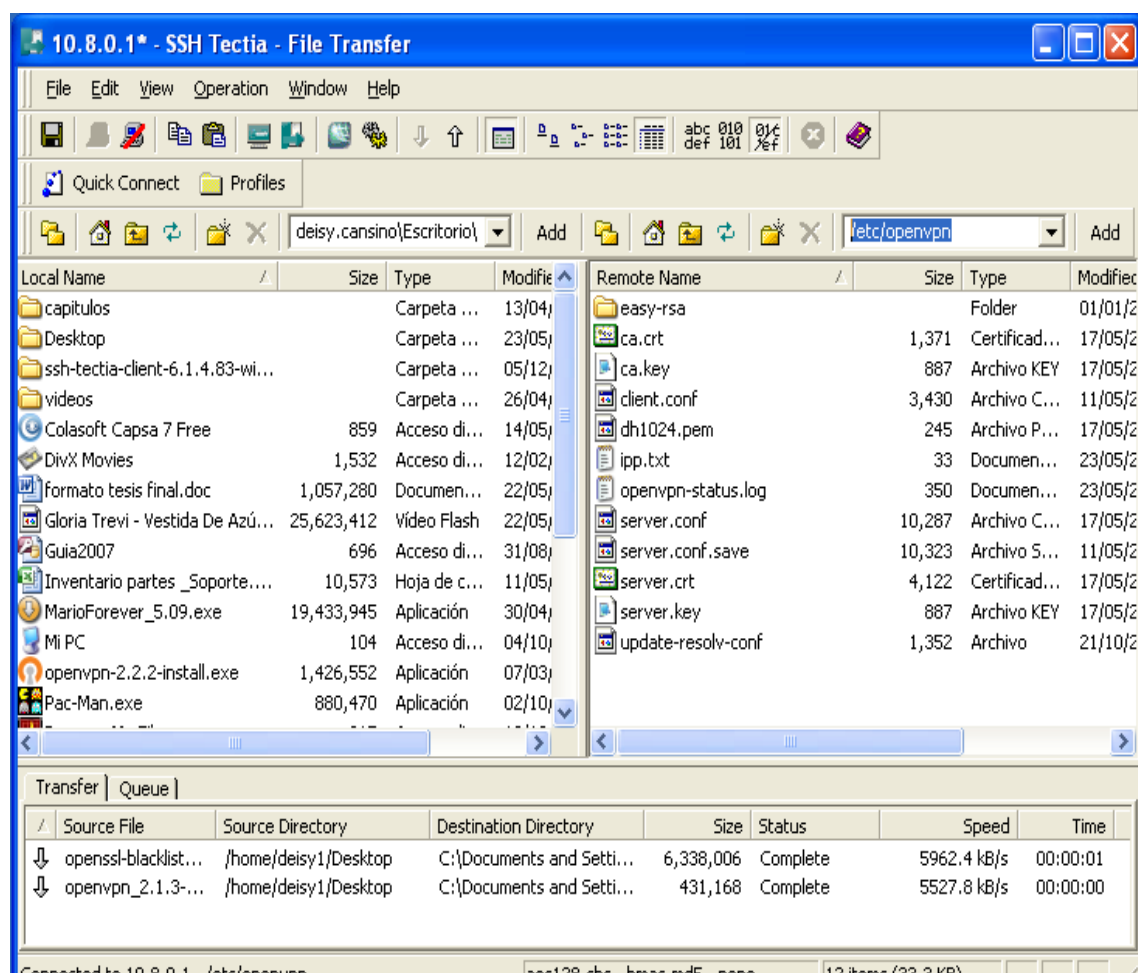 10.8.0.1* - SSH Tectia - File Transfer
File Edit View Operation Window Help
abc def 010 101
Quick Connect Profiles
deisy.cansino\Escritorio\ Add /etc/openvpn Add
Local Name Size Type Modifie Remote Name Size Type Modified
capitulos Carpeta ... 13/04/ easy-rsa Folder 01/01/2
Desktop Carpeta ... 23/05/ ca.crt 1,371 Certificad... 17/05/2
ssh-tectia-client-6.1.4.83-wi... Carpeta ... 05/12/ ca.key 887 Archivo KEY 17/05/2
videos Carpeta ... 26/04/ client.conf 3,430 Archivo C... 11/05/2
Colasoft Capsa 7 Free 859 Acceso di... 14/05/ dh1024.pem 245 Archivo P... 17/05/2
DivX Movies 1,532 Acceso di... 12/02/ ipp.txt 33 Documen... 23/05/2
formato tesis final.doc 1,057,280 Documen... 22/05/ openvpn-status.log 350 Documen... 23/05/2
Gloria Trevi - Vestida De Azú... 25,623,412 Vídeo Flash 22/05/ server.conf 10,287 Archivo C... 17/05/2
Guia2007 696 Acceso di... 31/08/ server.conf.save 10,323 Archivo S... 11/05/2
Inventario partes _Soporte.... 10,573 Hoja de c... 11/05/ server.crt 4,122 Certificad... 17/05/2
MarioForever_5.09.exe 19,433,945 Aplicación 30/04/ server.key 887 Archivo KEY 17/05/2
Mi PC 104 Acceso di... 04/10/ update-resolv-conf 1,352 Archivo 21/10/2
openvpn-2.2.2-install.exe 1,426,552 Aplicación 07/03/
Pac-Man.exe 880,470 Aplicación 02/10/
Transfer Queue
Source File Source Directory Destination Directory Size Status Speed Time
openssl-blacklist... /home/deisy1/Desktop C:\Documents and Setti... 6,338,006 Complete 5962.4 kB/s 00:00:01
openvpn_2.1.3-... /home/deisy1/Desktop C:\Documents and Setti... 431,168 Complete 5527.8 kB/s 00:00:00
Connected to 10.8.0.1 - /etc/openvpn